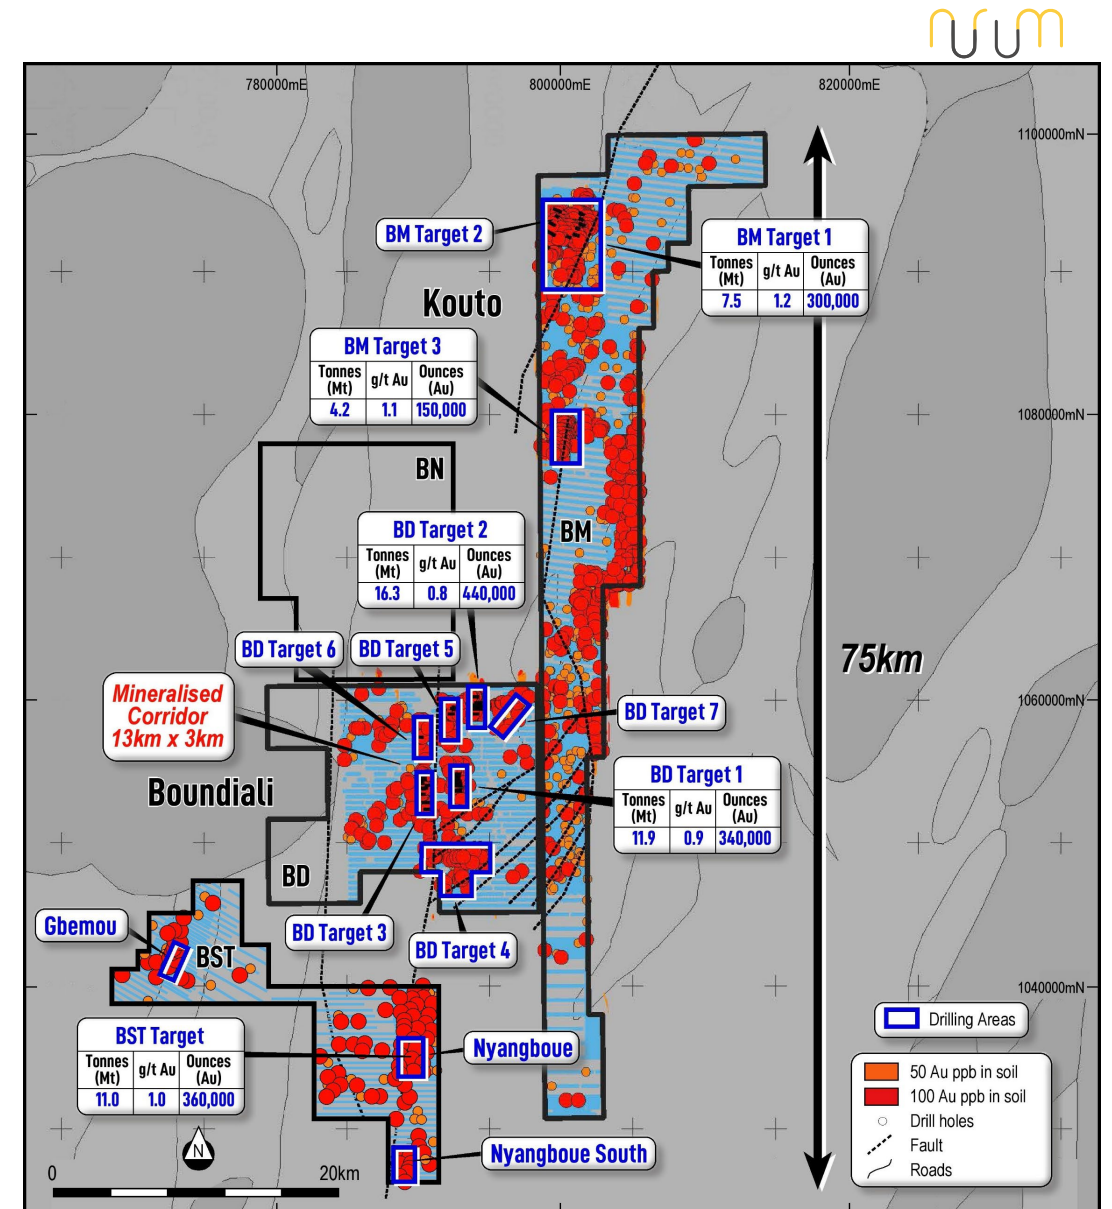 nurum
780000mE
800000mE
820000mE
1100000mN
BM Target 2
BM Target 1
Tonnes (Mt) g/t Au Ounces (Au)
7.5 1.2 300,000
Kouto
BM Target 3
Tonnes (Mt) g/t Au Ounces (Au)
4.2 1.1 150,000
1080000mN
BN
BD Target 2
Tonnes (Mt) g/t Au Ounces (Au)
16.3 0.8 440,000
BM
BD Target 6
BD Target 5
75km
Mineralised
Corridor
13km x 3km
BD Target 7
1060000mN
Boundiali
BD Target 1
Tonnes (Mt) g/t Au Ounces (Au)
11.9 0.9 340,000
BD
Gbemou
BST
BD Target 3
BD Target 4
1040000mN
BST Target
Tonnes (Mt) g/t Au Ounces (Au)
11.0 1.0 360,000
Nyangboue
Nyangboue South
N
0 20km
Drilling Areas
50 Au ppb in soil
100 Au ppb in soil
Drill holes
Fault
Roads